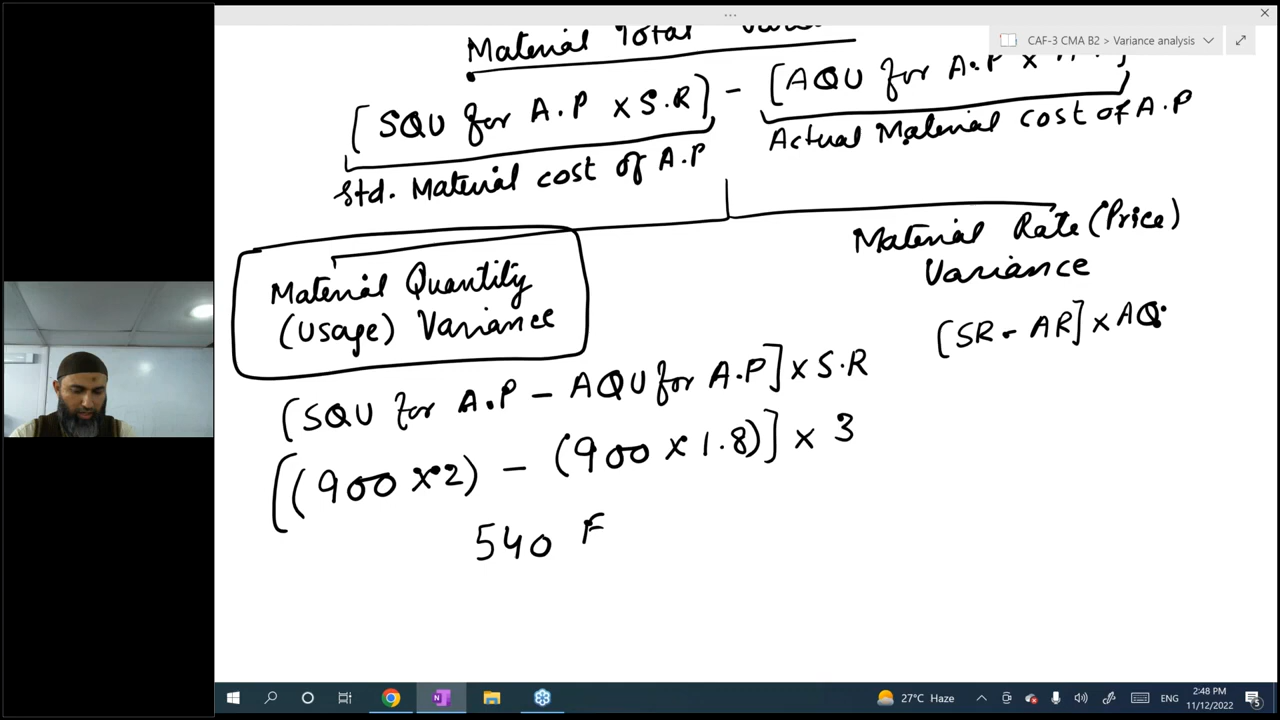 CAF-3 CMA B2 > Variance analysis
Material Total
[SQU for A.P x S.R] - [AQU for A.P x
Std. Material cost of A.P
Actual Material cost of A.P
Material Quantity
(Usage) Variance
Material Rate (Price)
Variance
[SQU for A.P - AQU for A.P] x S.R
[SR - AR] x AQ
[(900 x 2) - (900 x 1.8)] x 3
540 F
27°C Haze
ENG
2:48 PM
11/12/2022
5